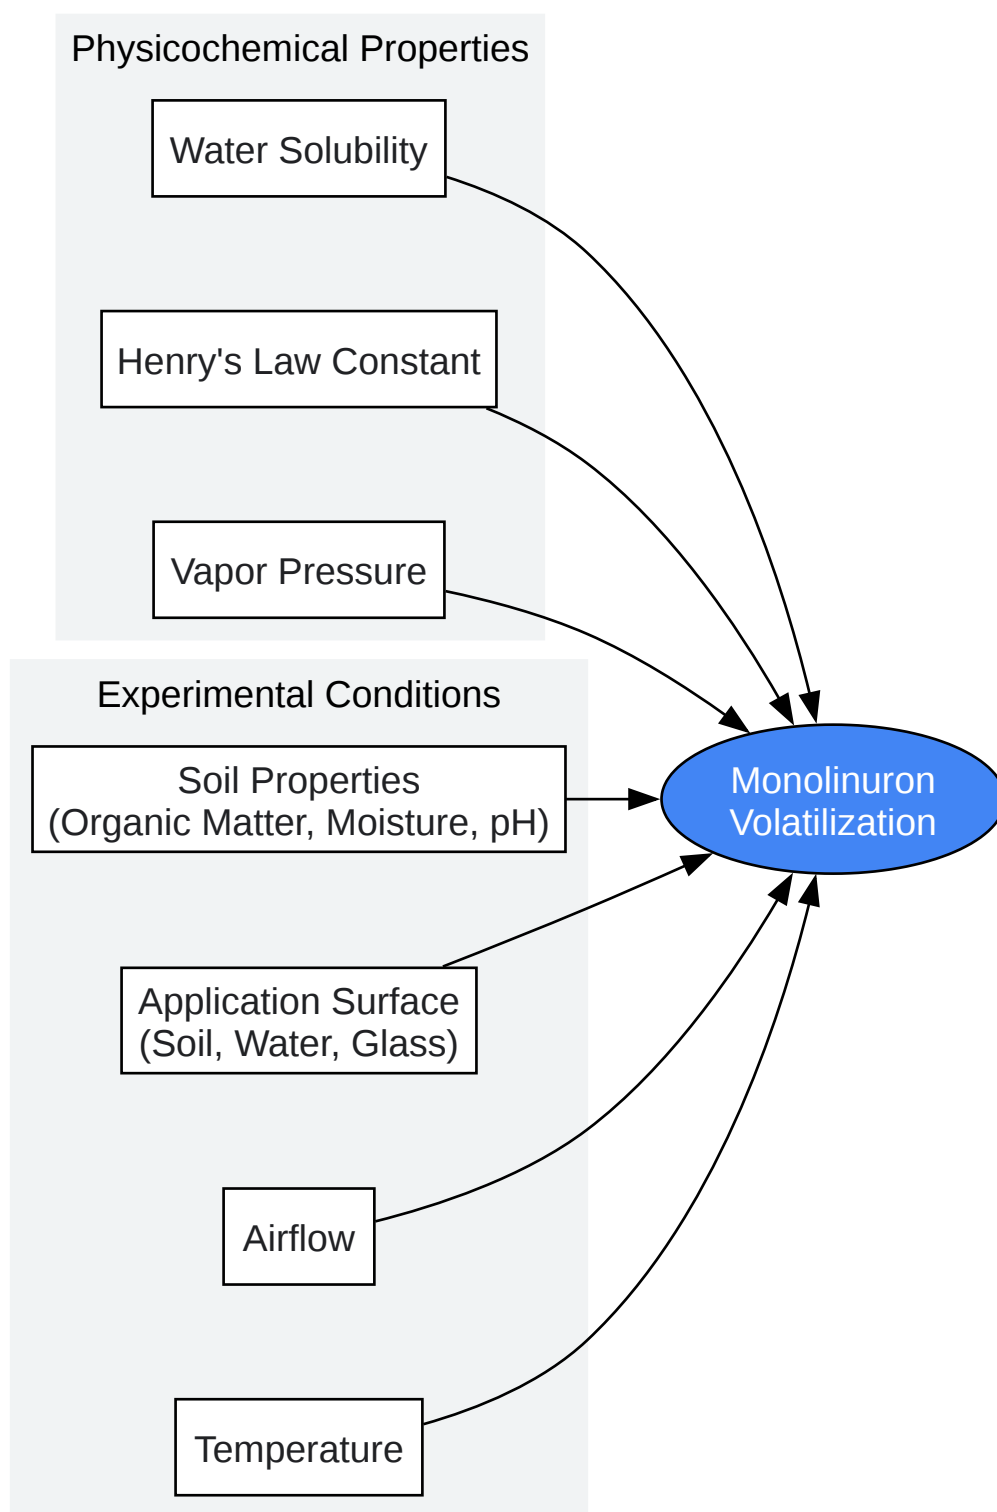 Physicochemical Properties
Water Solubility
Henry's Law Constant
Vapor Pressure
Experimental Conditions
Soil Properties
(Organic Matter, Moisture, pH)
Monolinuron
Volatilization
Application Surface
(Soil, Water, Glass)
Airflow
Temperature